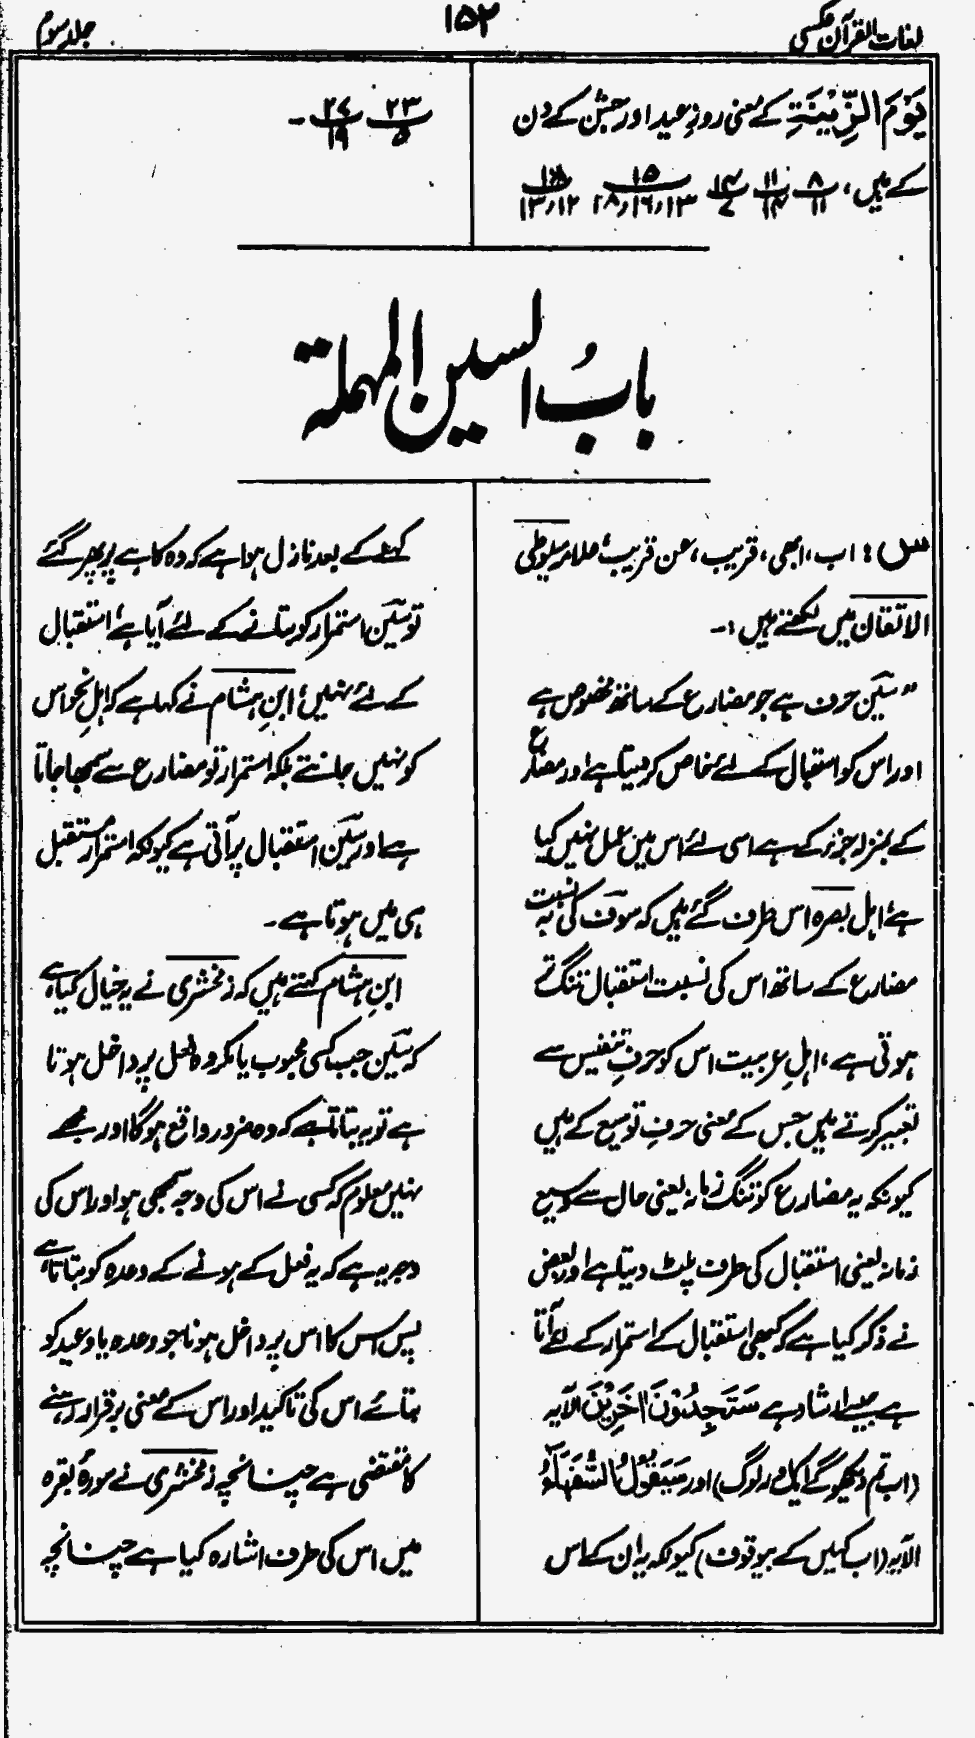 لغات القرآن عکسی
۱۵۲
جلد سوم
یَوْمَ الزِّیْنَۃِ کے معنی روزِ عید اور جشن کے دن
کے ہیں، ۸/۱۱ ۱۱/۱۴ ۱۴/۷ ۱۵/۱۳،۱۶،۲۸ ۱۸/۱۲،۱۳
۲۳/۵ ۲۷/۱۹ ۔
بابُ السین المہملۃ
س: اب، ابھی، قریب، عن قریب، علامہ سیوطی
الاتقان میں لکھتے ہیں:۔
"سین حرف ہے جو مضارع کے ساتھ مخصوص ہے
اور اس کو استقبال کے لئے خاص کر دیتا ہے اور مضارع
کے بمنزلہ جزر کے ہے اسی لئے اس میں عمل نہیں کیا
ہے، اہل بصرہ اس طرف گئے ہیں کہ سوف کی بہ نسبت
مضارع کے ساتھ اس کی نسبت استقبال تنگ تر
ہوتی ہے، اہلِ عربیت اس کو حرفِ تنفیس سے
تعبیر کرتے ہیں جس کے معنی حرفِ توسیع کے ہیں
کیونکہ یہ مضارع کو تنگ زمانہ یعنی حال سے وسیع
زمانہ یعنی استقبال کی طرف پلٹ دیتا ہے اور بعض
نے ذکر کیا ہے کہ کبھی استقبال کے استمرار کے لئے آتا
ہے جیسے ارشاد ہے سَتَجِدُوْنَ اٰخَرِیْنَ الآیہ
(اب تم دیکھو گے ایک اور لوگ) اور سَیَقُوْلُ السُّفَہَآءُ
الآیہ (اب کہیں گے بیوقوف) کیونکہ یہ ان کے اس
کہنے کے بعد نازل ہوا ہے کہ وہ کاہے پر پھر گئے
تو سین استمرار کو بتانے کے لئے آیا ہے، استقبال
کے لئے نہیں، ابنِ ہشام نے کہا ہے کہ اہلِ نحو اس
کو نہیں جانتے بلکہ استمرار تو مضارع سے سمجھا جاتا
ہے اور سین استقبال پر آتی ہے کیونکہ استمرار مستقبل
ہی میں ہوتا ہے۔
ابنِ ہشام کہتے ہیں کہ زمخشری نے یہ خیال کیا ہے
کہ سین جب کسی محبوب یا مکروہ فعل پر داخل ہوتا
ہے تو یہ بتاتا ہے کہ وہ ضرور واقع ہوگا اور مجھے
نہیں معلوم کہ کسی نے اس کی وجہ سمجھی ہو اور اس کی
وجہ یہ ہے کہ یہ فعل کے ہونے کے وعدہ کو بتاتا ہے
پس س کا اس پر داخل ہونا جو وعدہ یا وعید کو
بتائے اس کی تاکید اور اس کے معنی برقرار رہنے
کا مقتضی ہے چنانچہ زمخشری نے سورۂ بقرہ
میں اس کی طرف اشارہ کیا ہے چنانچہ